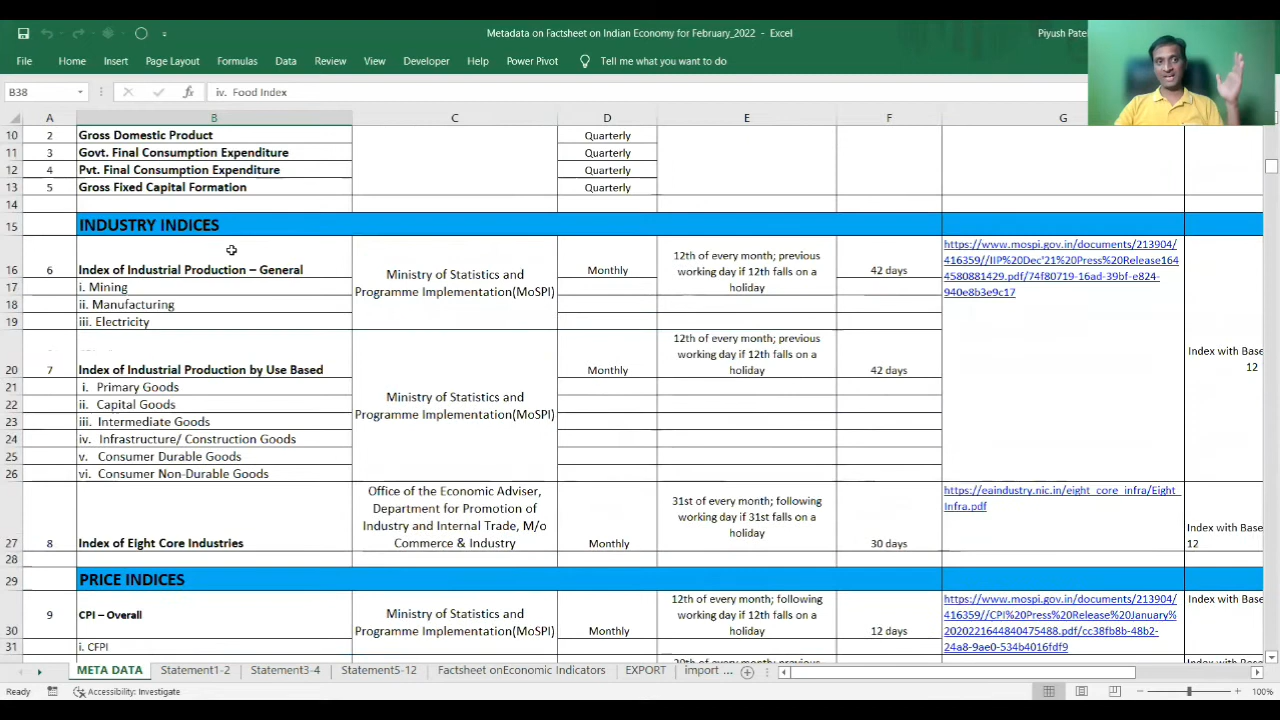 Metadata on Factsheet on Indian Economy for February_2022 - Excel
Piyush Pate
File Home Insert Page Layout Formulas Data Review View Developer Help Power Pivot Tell me what you want to do
B38 fx iv. Food Index
A B C D E F G
10 2 Gross Domestic Product Quarterly
11 3 Govt. Final Consumption Expenditure Quarterly
12 4 Pvt. Final Consumption Expenditure Quarterly
13 5 Gross Fixed Capital Formation Quarterly
14
15 INDUSTRY INDICES
16 6 Index of Industrial Production – General
Ministry of Statistics and
Programme Implementation(MoSPI)
Monthly
12th of every month; previous
working day if 12th falls on a
holiday
42 days
https://www.mospi.gov.in/documents/213904/
416359//IIP%20Dec'21%20Press%20Release164
4580881429.pdf/74f80719-16ad-39bf-e824-
940e8b3e9c17
17 i. Mining
18 ii. Manufacturing
19 iii. Electricity
20 7 Index of Industrial Production by Use Based
Ministry of Statistics and
Programme Implementation(MoSPI)
Monthly
12th of every month; previous
working day if 12th falls on a
holiday
42 days
Index with Base
12
21 i. Primary Goods
22 ii. Capital Goods
23 iii. Intermediate Goods
24 iv. Infrastructure/ Construction Goods
25 v. Consumer Durable Goods
26 vi. Consumer Non-Durable Goods
27 8 Index of Eight Core Industries
Office of the Economic Adviser,
Department for Promotion of
Industry and Internal Trade, M/o
Commerce & Industry
Monthly
31st of every month; following
working day if 31st falls on a
holiday
30 days
https://eaindustry.nic.in/eight_core_infra/Eight_
Infra.pdf
Index with Base
12
28
29 PRICE INDICES
30 9 CPI – Overall
Ministry of Statistics and
Programme Implementation(MoSPI)
Monthly
12th of every month; following
working day if 12th falls on a
holiday
12 days
https://www.mospi.gov.in/documents/213904/
416359//CPI%20Press%20Release%20January%
2020221644840475488.pdf/cc38fb8b-48b2-
24a8-9ae0-534b4016fdf9
Index with Base
31 i. CFPI
META DATA Statement1-2 Statement3-4 Statement5-12 Factsheet onEconomic Indicators EXPORT import ...
Ready Accessibility: Investigate 100%